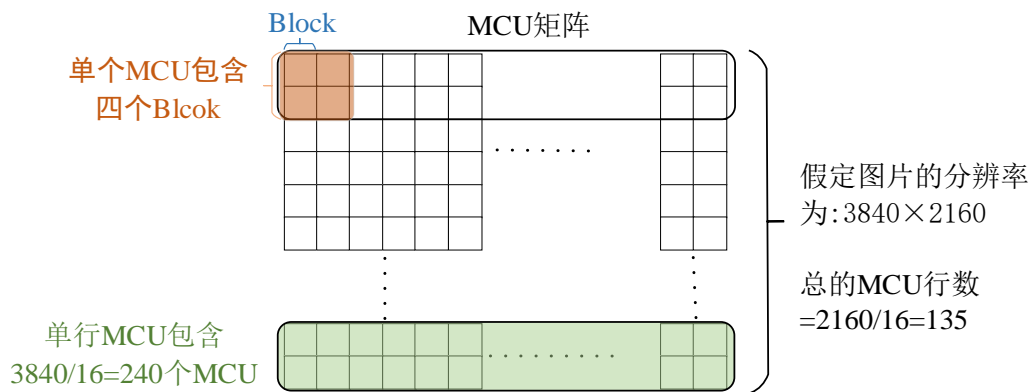 Block
MCU矩阵
单个MCU包含
四个Blcok
假定图片的分辨率
为:3840×2160
总的MCU行数
=2160/16=135
单行MCU包含
3840/16=240个MCU